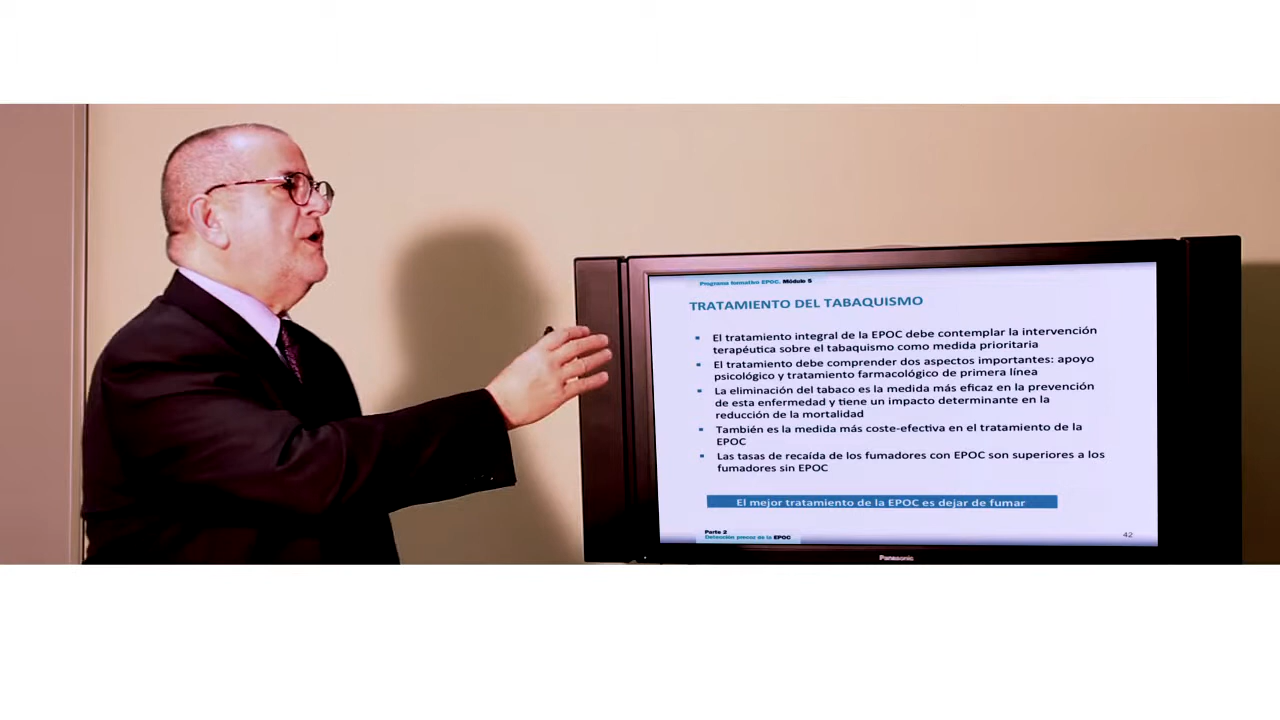 Programa formativo EPOC. Módulo 5
TRATAMIENTO DEL TABAQUISMO
El tratamiento integral de la EPOC debe contemplar la intervención
terapéutica sobre el tabaquismo como medida prioritaria
El tratamiento debe comprender dos aspectos importantes: apoyo
psicológico y tratamiento farmacológico de primera línea
La eliminación del tabaco es la medida más eficaz en la prevención
de esta enfermedad y tiene un impacto determinante en la
reducción de la mortalidad
También es la medida más coste-efectiva en el tratamiento de la
EPOC
Las tasas de recaída de los fumadores con EPOC son superiores a los
fumadores sin EPOC
El mejor tratamiento de la EPOC es dejar de fumar
Parte 2
Detección precoz de la EPOC
42
Panasonic